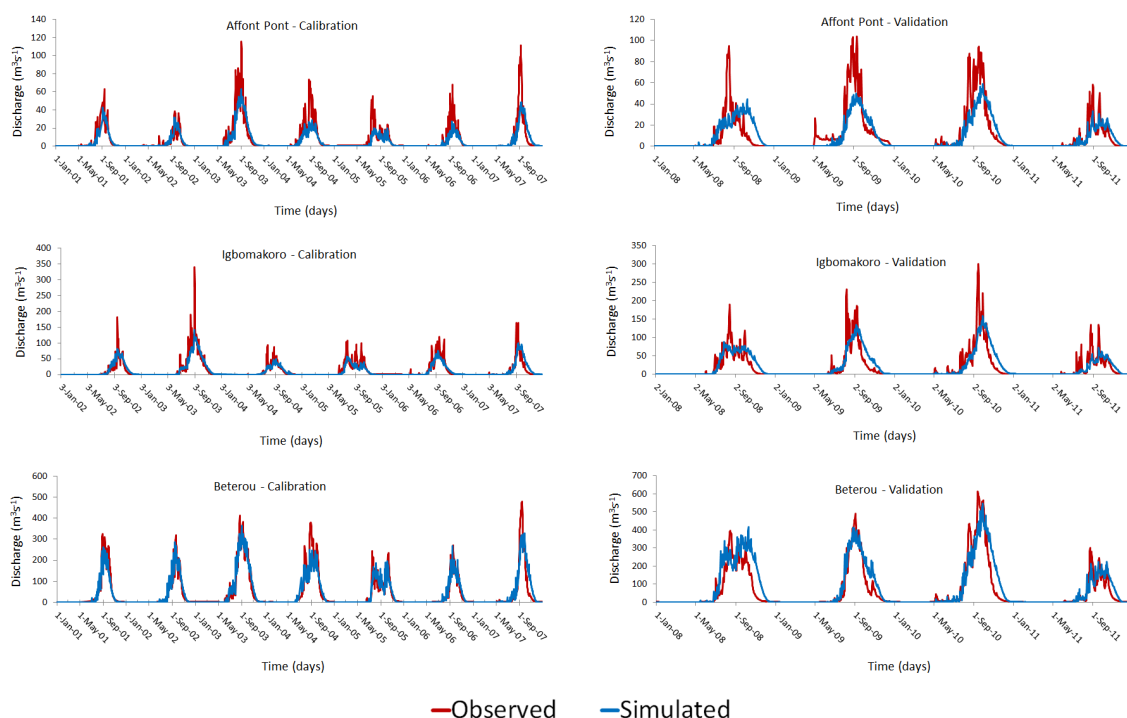 Affont Pont - Calibration
Discharge (m³s⁻¹)
140
120
100
80
60
40
20
0
1-Jan-01
1-May-01
1-Sep-01
1-Jan-02
1-May-02
1-Sep-02
1-Jan-03
1-May-03
1-Sep-03
1-Jan-04
1-May-04
1-Sep-04
1-Jan-05
1-May-05
1-Sep-05
1-Jan-06
1-May-06
1-Sep-06
1-Jan-07
1-May-07
1-Sep-07
Time (days)
Affont Pont - Validation
Discharge (m³s⁻¹)
120
100
80
60
40
20
0
1-Jan-08
1-May-08
1-Sep-08
1-Jan-09
1-May-09
1-Sep-09
1-Jan-10
1-May-10
1-Sep-10
1-Jan-11
1-May-11
1-Sep-11
Time (days)
Igbomakoro - Calibration
Discharge (m³s⁻¹)
400
350
300
250
200
150
100
50
0
3-Jan-02
3-May-02
3-Sep-02
3-Jan-03
3-May-03
3-Sep-03
3-Jan-04
3-May-04
3-Sep-04
3-Jan-05
3-May-05
3-Sep-05
3-Jan-06
3-May-06
3-Sep-06
3-Jan-07
3-May-07
3-Sep-07
Time (days)
Igbomakoro - Validation
Discharge (m³s⁻¹)
350
300
250
200
150
100
50
0
2-Jan-08
2-May-08
2-Sep-08
2-Jan-09
2-May-09
2-Sep-09
2-Jan-10
2-May-10
2-Sep-10
2-Jan-11
2-May-11
2-Sep-11
Time (days)
Beterou - Calibration
Discharge (m³s⁻¹)
600
500
400
300
200
100
0
1-Jan-01
1-May-01
1-Sep-01
1-Jan-02
1-May-02
1-Sep-02
1-Jan-03
1-May-03
1-Sep-03
1-Jan-04
1-May-04
1-Sep-04
1-Jan-05
1-May-05
1-Sep-05
1-Jan-06
1-May-06
1-Sep-06
1-Jan-07
1-May-07
1-Sep-07
Time (days)
Beterou - Validation
Discharge (m³s⁻¹)
700
600
500
400
300
200
100
0
1-Jan-08
1-May-08
1-Sep-08
1-Jan-09
1-May-09
1-Sep-09
1-Jan-10
1-May-10
1-Sep-10
1-Jan-11
1-May-11
1-Sep-11
Time (days)
Observed
Simulated